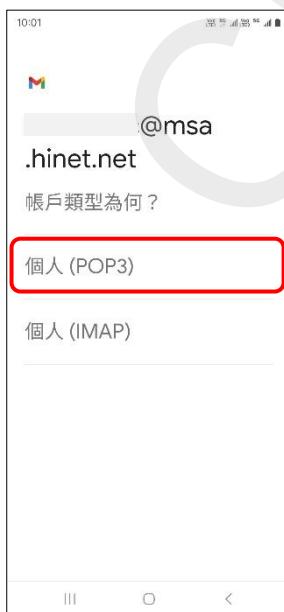 10:01
:@msa
.hinet.net
帳戶類型為何？
個人 (POP3)
個人 (IMAP)